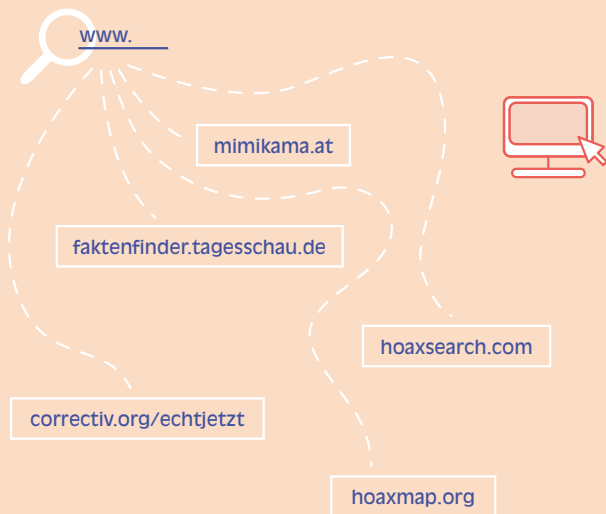 www.
mimikama.at
faktenfinder.tagesschau.de
hoaxsearch.com
correctiv.org/echtjetzt
hoaxmap.org